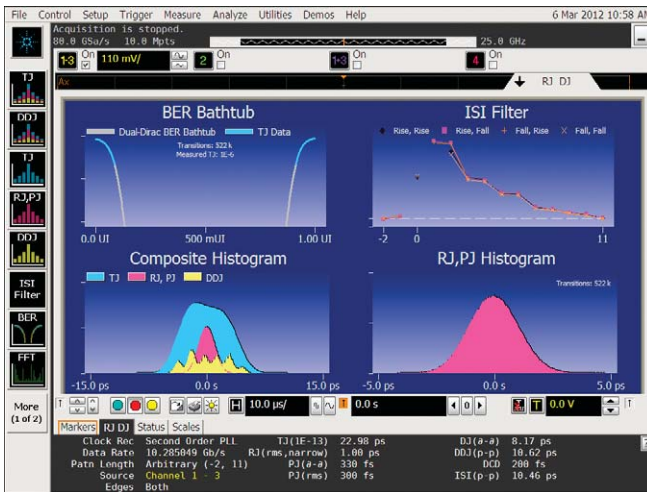 File Control Setup Trigger Measure Analyze Utilities Demos Help 6 Mar 2012 10:58 AM
Acquisition is stopped.
80.0 GSa/s 10.0 Mpts 25.0 GHz
1-3 On 110 mV/ 2 On 1+3 On 4 On
Ax RJ DJ
TJ
DDJ
TJ
RJ,PJ
DDJ
ISI
Filter
BER
FFT
More
(1 of 2)
BER Bathtub
Dual-Dirac BER Bathtub TJ Data
Transitions: 522 k
Measured TJ: 1E-6
0.0 UI 500 mUI 1.00 UI
ISI Filter
Rise, Rise Rise, Fall Fall, Rise Fall, Fall
-2 0 11
Composite Histogram
TJ RJ, PJ DDJ
-15.0 ps 0.0 s 15.0 ps
RJ,PJ Histogram
Transitions: 522 k
-5.0 ps 0.0 s 5.0 ps
H 10.0 µs/ T 0.0 s 0 T 0.0 V
Markers RJ DJ Status Scales
Clock Rec Second Order PLL TJ(1E-13) 22.98 ps DJ(∂-∂) 8.17 ps
Data Rate 10.285049 Gb/s RJ(rms,narrow) 1.00 ps DDJ(p-p) 10.62 ps
Patn Length Arbitrary (-2, 11) PJ(∂-∂) 330 fs DCD 200 fs
Source Channel 1 - 3 PJ(rms) 300 fs ISI(p-p) 10.46 ps
Edges Both